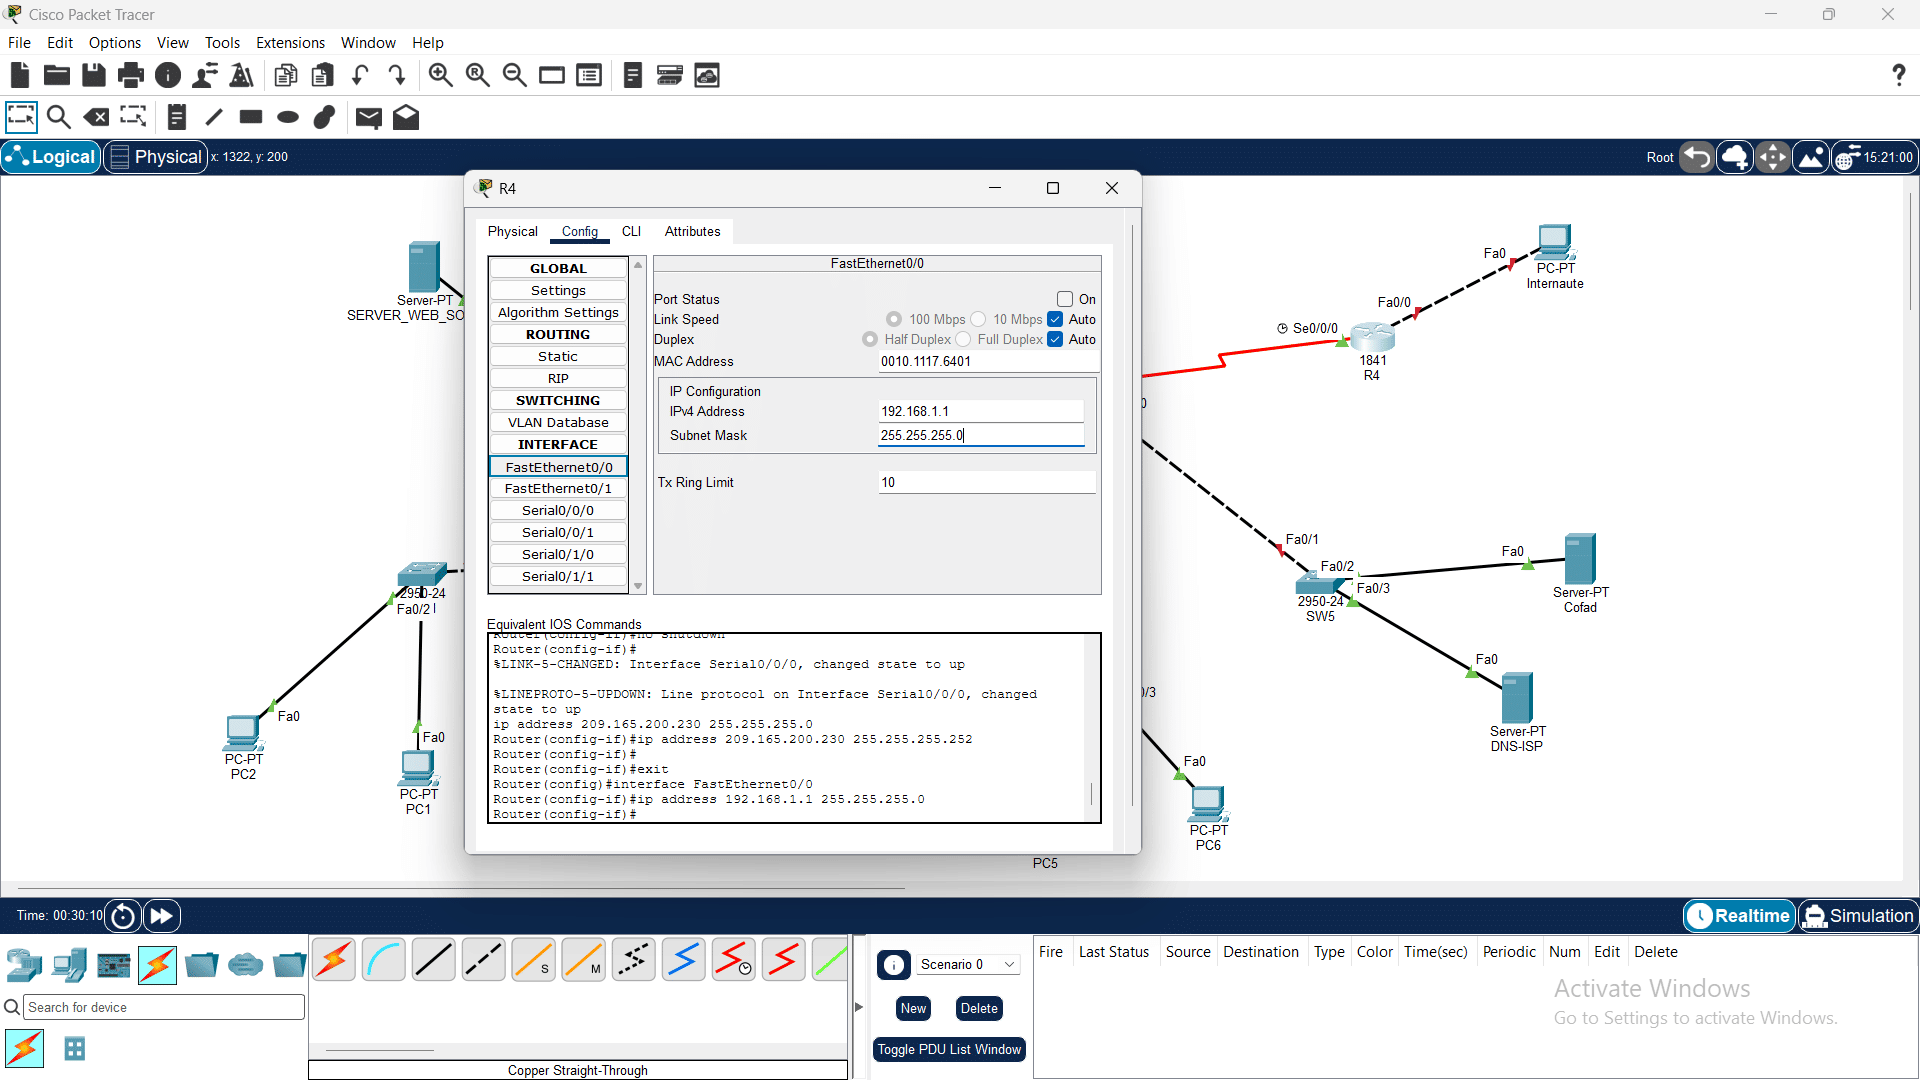 Cisco Packet Tracer
File Edit Options View Tools Extensions Window Help
Logical Physical x: 1322, y: 200 Root 15:21:00
R4
Physical Config CLI Attributes
GLOBAL
Settings
Algorithm Settings
ROUTING
Static
RIP
SWITCHING
VLAN Database
INTERFACE
FastEthernet0/0
FastEthernet0/1
Serial0/0/0
Serial0/0/1
Serial0/1/0
Serial0/1/1
FastEthernet0/0
Port Status On
Link Speed 100 Mbps 10 Mbps Auto
Duplex Half Duplex Full Duplex Auto
MAC Address 0010.1117.6401
IP Configuration
IPv4 Address 192.168.1.1
Subnet Mask 255.255.255.0
Tx Ring Limit 10
Equivalent IOS Commands
Router(config-if)#no shutdown
Router(config-if)#
%LINK-5-CHANGED: Interface Serial0/0/0, changed state to up
%LINEPROTO-5-UPDOWN: Line protocol on Interface Serial0/0/0, changed
state to up
ip address 209.165.200.230 255.255.255.0
Router(config-if)#ip address 209.165.200.230 255.255.255.252
Router(config-if)#
Router(config-if)#exit
Router(config)#interface FastEthernet0/0
Router(config-if)#ip address 192.168.1.1 255.255.255.0
Router(config-if)#
Server-PT
SERVER_WEB_SO
2950-24
Fa0/2
Fa0
PC-PT
PC2
Fa0
PC-PT
PC1
Fa0
PC-PT
Internaute
Fa0/0
Se0/0/0
1841
R4
0
Fa0/1
Fa0/2
Fa0/3
2950-24
SW5
Fa0
Server-PT
Cofad
Fa0
Server-PT
DNS-ISP
0/3
Fa0
PC-PT
PC6
PC5
Time: 00:30:10 Realtime Simulation
S
M
Search for device
Copper Straight-Through
Scenario 0
New Delete
Toggle PDU List Window
Fire Last Status Source Destination Type Color Time(sec) Periodic Num Edit Delete
Activate Windows
Go to Settings to activate Windows.